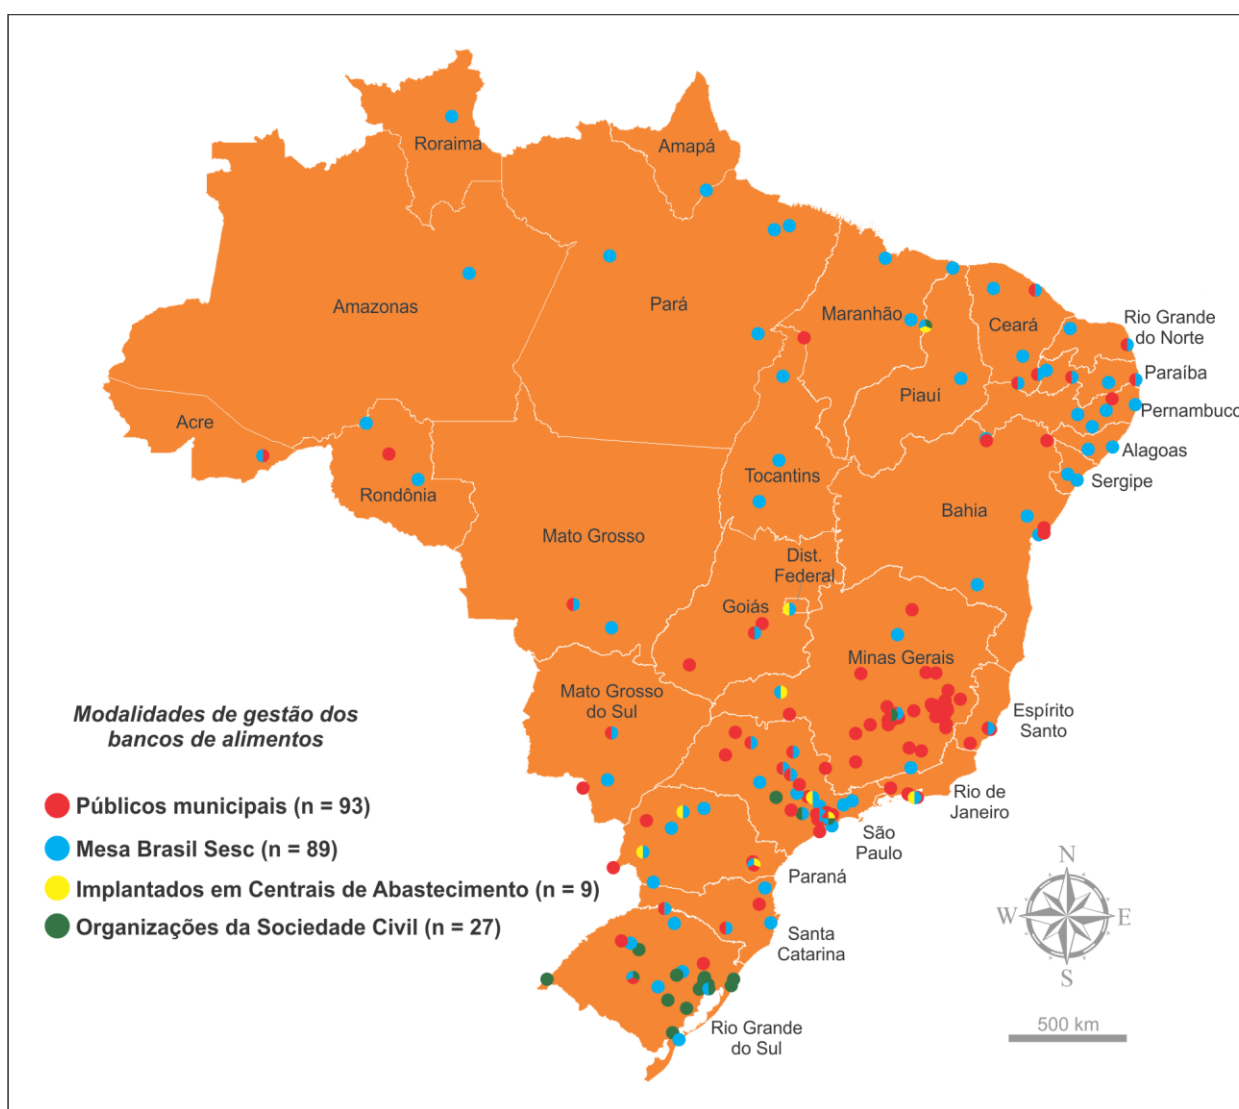 Roraima
Amapá
Amazonas
Pará
Maranhão
Ceará
Rio Grande
do Norte
Paraíba
Piauí
Pernambuco
Acre
Alagoas
Tocantins
Sergipe
Rondônia
Bahia
Mato Grosso
Dist.
Federal
Goiás
Minas Gerais
Mato Grosso
do Sul
Espírito
Santo
Rio de
Janeiro
São
Paulo
Paraná
Santa
Catarina
Rio Grande
do Sul
Modalidades de gestão dos
bancos de alimentos
Públicos municipais (n = 93)
Mesa Brasil Sesc (n = 89)
Implantados em Centrais de Abastecimento (n = 9)
Organizações da Sociedade Civil (n = 27)
N
W
E
S
500 km